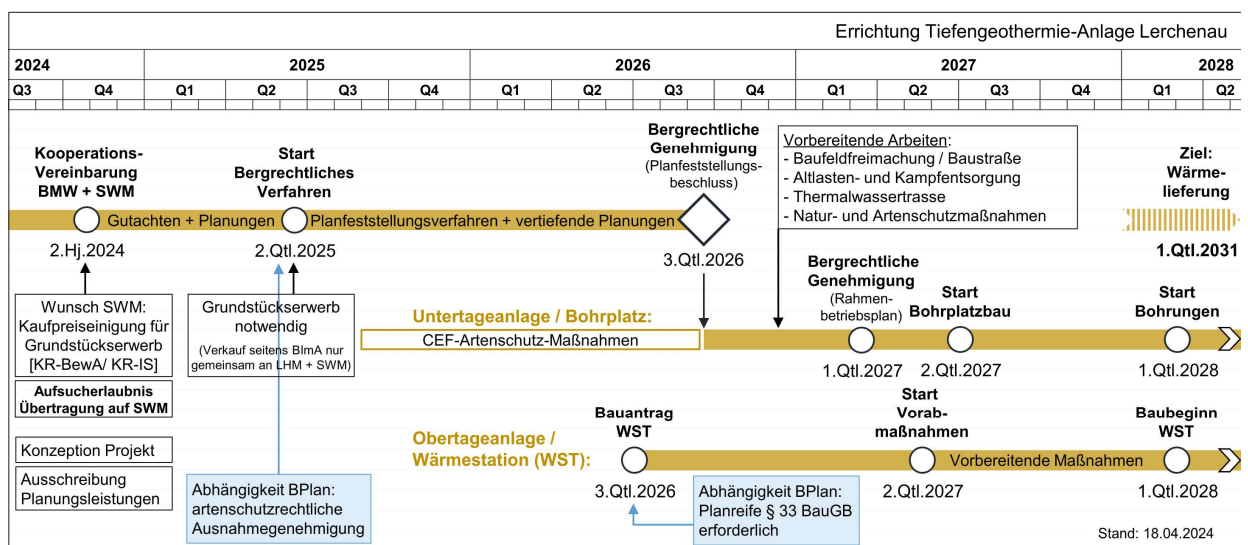 Errichtung Tiefengeothermie-Anlage Lerchenau
2024 2025 2026 2027 2028
Q3 Q4 Q1 Q2 Q3 Q4 Q1 Q2 Q3 Q4 Q1 Q2 Q3 Q4 Q1 Q2
Kooperations-
Vereinbarung
BMW + SWM
2.Hj.2024
Start
Bergrechtliches
Verfahren
2.Qtl.2025
Bergrechtliche
Genehmigung
(Planfeststellungs-
beschluss)
3.Qtl.2026
Gutachten + Planungen
Planfeststellungsverfahren + vertiefende Planungen
Vorbereitende Arbeiten:
- Baufeldfreimachung / Baustraße
- Altlasten- und Kampfentsorgung
- Thermalwassertrasse
- Natur- und Artenschutzmaßnahmen
Ziel:
Wärme-
lieferung
1.Qtl.2031
Wunsch SWM:
Kaufpreiseinigung für
Grundstückserwerb
[KR-BewA/ KR-IS]
Aufsucherlaubnis
Übertragung auf SWM
Konzeption Projekt
Ausschreibung
Planungsleistungen
Grundstückserwerb
notwendig
(Verkauf seitens BImA nur
gemeinsam an LHM + SWM)
Abhängigkeit BPlan:
artenschutzrechtliche
Ausnahmegenehmigung
Untertageanlage / Bohrplatz:
CEF-Artenschutz-Maßnahmen
Bergrechtliche
Genehmigung
(Rahmen-
betriebsplan)
1.Qtl.2027
Start
Bohrplatzbau
2.Qtl.2027
Start
Bohrungen
1.Qtl.2028
Obertageanlage /
Wärmestation (WST):
Bauantrag
WST
3.Qtl.2026
Start
Vorab-
maßnahmen
2.Qtl.2027
Vorbereitende Maßnahmen
Baubeginn
WST
1.Qtl.2028
Abhängigkeit BPlan:
Planreife § 33 BauGB
erforderlich
Stand: 18.04.2024